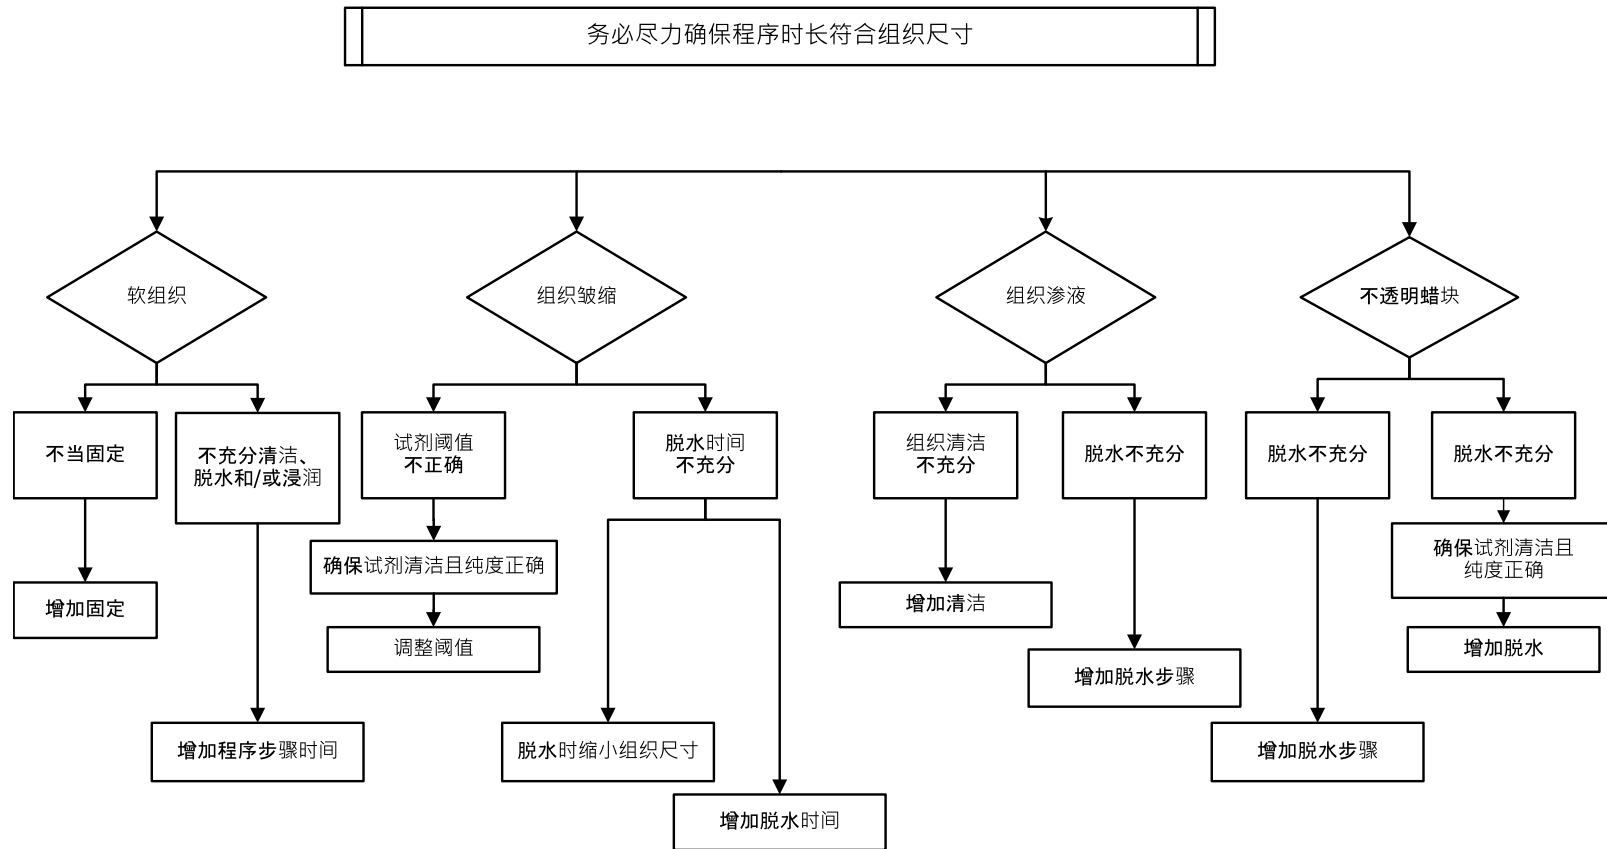 务必尽力确保程序时长符合组织尺寸
软组织
组织皱缩
组织渗液
不透明蜡块
不当固定
不充分清洁、
脱水和/或浸润
试剂阈值
不正确
脱水时间
不充分
组织清洁
不充分
脱水不充分
脱水不充分
脱水不充分
确保试剂清洁且纯度正确
确保试剂清洁且
纯度正确
增加固定
增加清洁
调整阈值
增加脱水
增加脱水步骤
增加程序步骤时间
脱水时缩小组织尺寸
增加脱水步骤
增加脱水时间